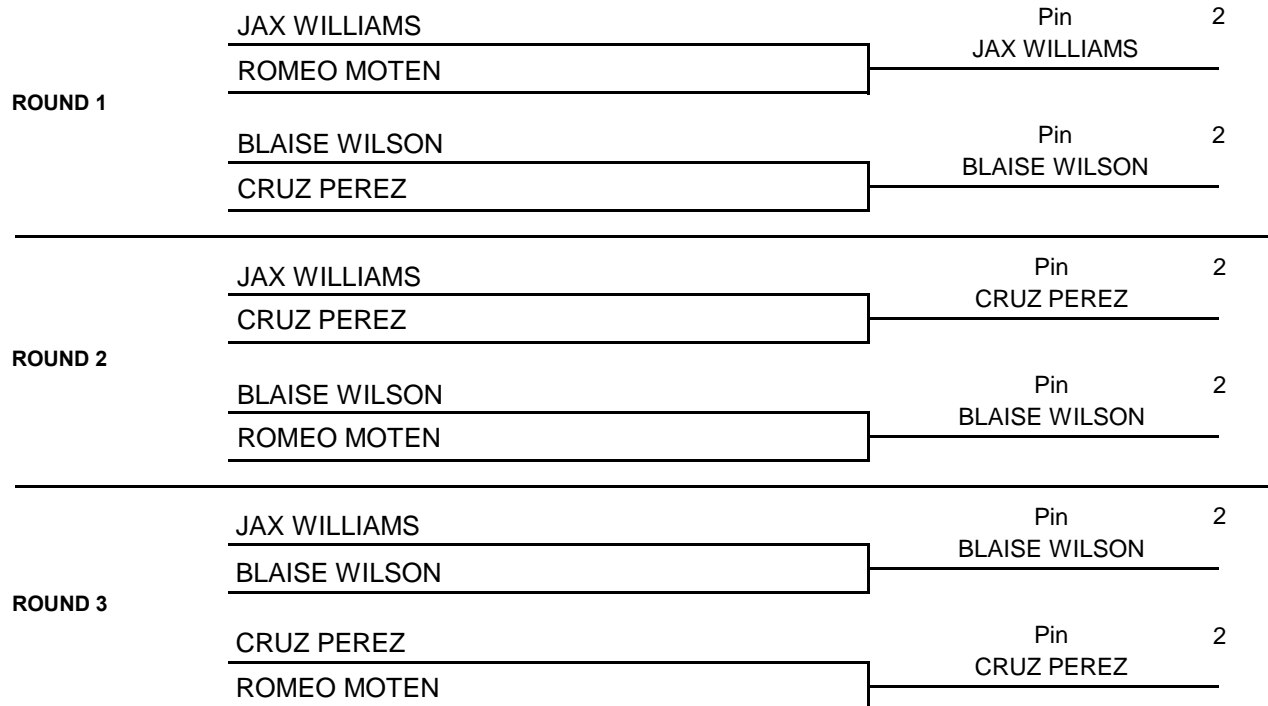 JAX WILLIAMS
Pin 2
JAX WILLIAMS
ROMEO MOTEN
ROUND 1
BLAISE WILSON
Pin 2
BLAISE WILSON
CRUZ PEREZ
JAX WILLIAMS
Pin 2
CRUZ PEREZ
CRUZ PEREZ
ROUND 2
BLAISE WILSON
Pin 2
BLAISE WILSON
ROMEO MOTEN
JAX WILLIAMS
Pin 2
BLAISE WILSON
BLAISE WILSON
ROUND 3
CRUZ PEREZ
Pin 2
CRUZ PEREZ
ROMEO MOTEN